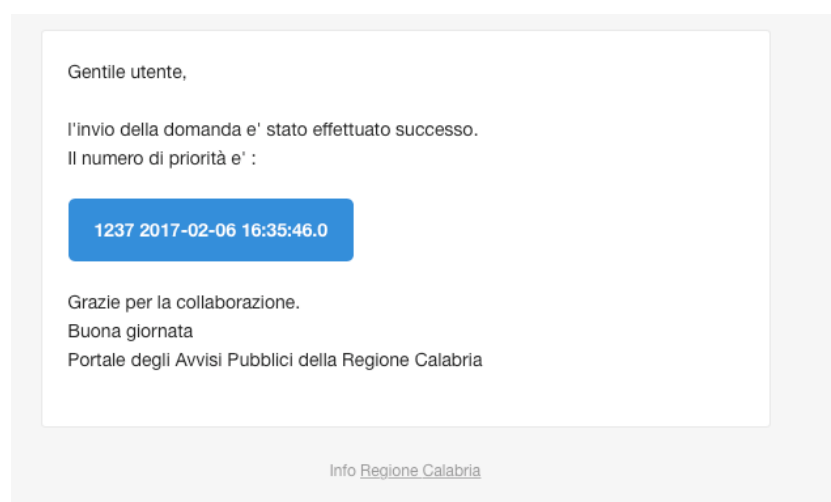 Gentile utente,
l'invio della domanda e' stato effettuato successo.
Il numero di priorità e' :
1237 2017-02-06 16:35:46.0
Grazie per la collaborazione.
Buona giornata
Portale degli Avvisi Pubblici della Regione Calabria
Info Regione Calabria